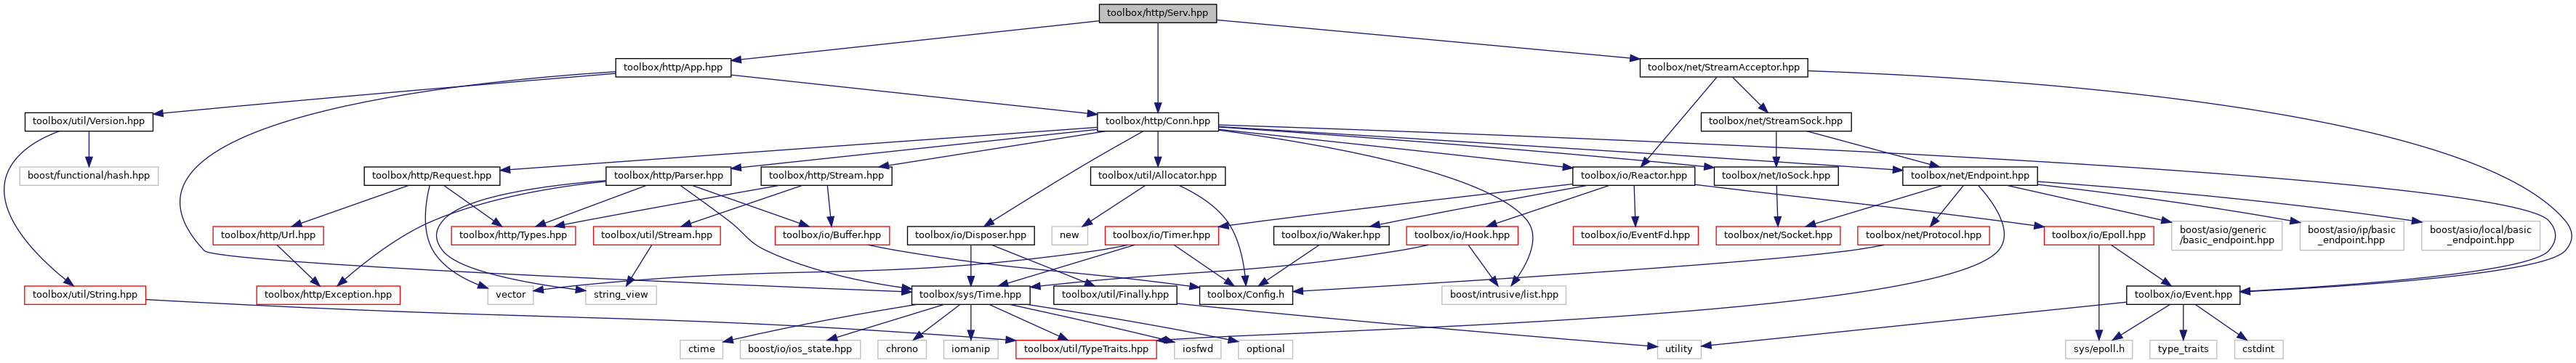 toolbox/http/Serv.hpp
toolbox/http/App.hpp
toolbox/net/StreamAcceptor.hpp
toolbox/util/Version.hpp
toolbox/http/Conn.hpp
toolbox/net/StreamSock.hpp
boost/functional/hash.hpp
toolbox/http/Request.hpp
toolbox/http/Parser.hpp
toolbox/http/Stream.hpp
toolbox/util/Allocator.hpp
toolbox/io/Reactor.hpp
toolbox/net/IoSock.hpp
toolbox/net/Endpoint.hpp
toolbox/http/Url.hpp
toolbox/http/Types.hpp
toolbox/util/Stream.hpp
toolbox/io/Buffer.hpp
toolbox/io/Disposer.hpp
new
toolbox/io/Timer.hpp
toolbox/io/Waker.hpp
toolbox/io/Hook.hpp
toolbox/io/EventFd.hpp
toolbox/net/Socket.hpp
toolbox/net/Protocol.hpp
toolbox/io/Epoll.hpp
boost/asio/generic
/basic_endpoint.hpp
boost/asio/ip/basic
_endpoint.hpp
boost/asio/local/basic
_endpoint.hpp
toolbox/util/String.hpp
toolbox/http/Exception.hpp
vector
string_view
toolbox/sys/Time.hpp
toolbox/util/Finally.hpp
toolbox/Config.h
boost/intrusive/list.hpp
toolbox/io/Event.hpp
ctime
boost/io/ios_state.hpp
chrono
iomanip
toolbox/util/TypeTraits.hpp
iosfwd
optional
utility
sys/epoll.h
type_traits
cstdint